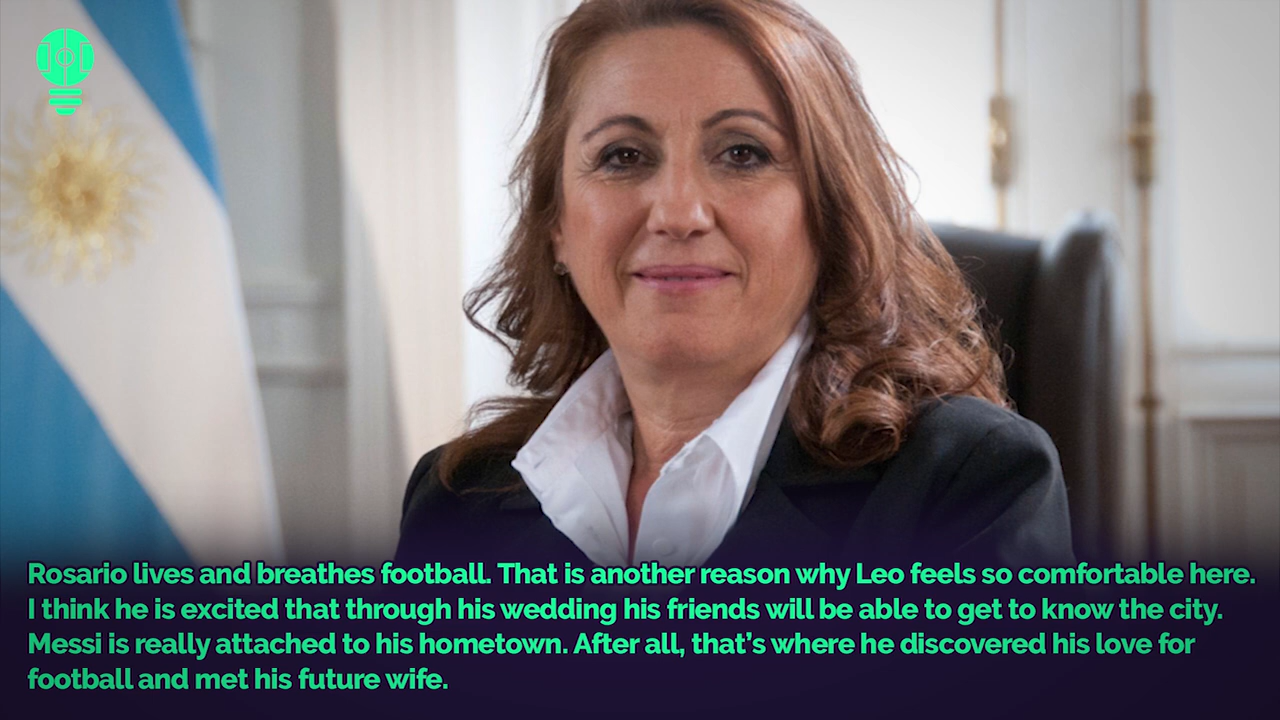 Rosario lives and breathes football. That is another reason why Leo feels so comfortable here.
I think he is excited that through his wedding his friends will be able to get to know the city.
Messi is really attached to his hometown. After all, that’s where he discovered his love for
football and met his future wife.